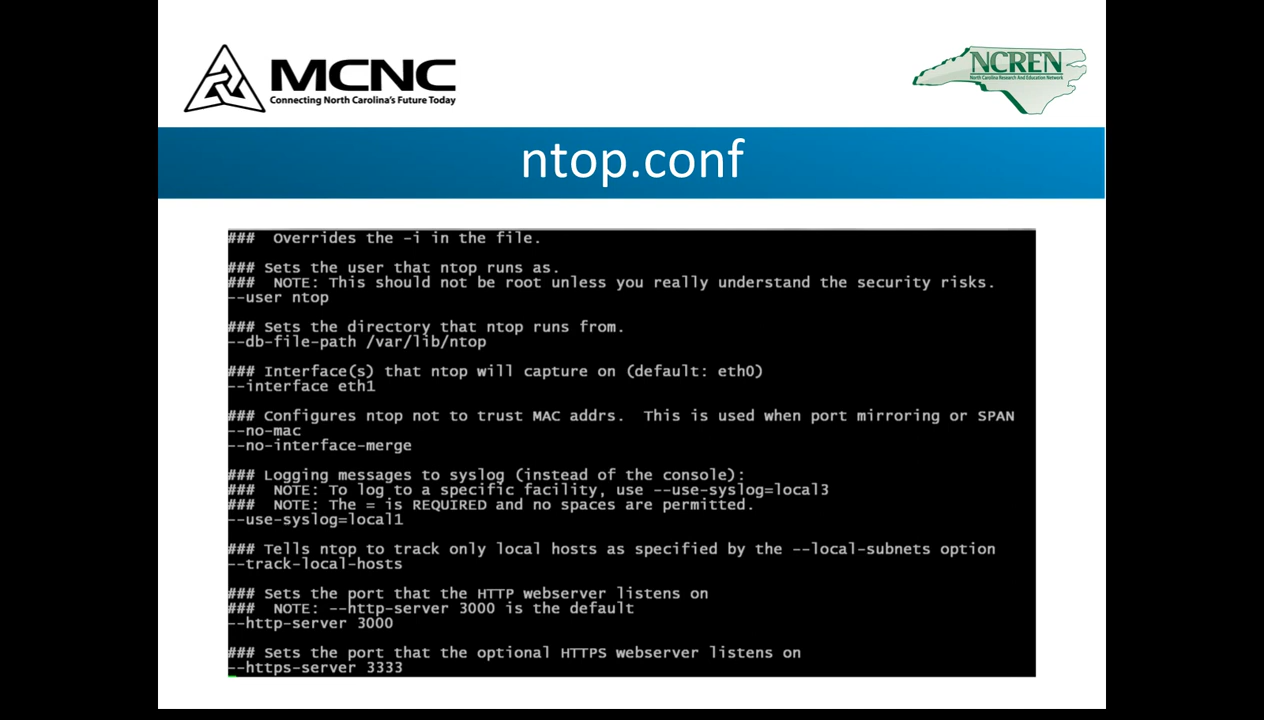 MCNC
Connecting North Carolina's Future Today
NCREN
North Carolina Research And Education Network
ntop.conf
###  Overrides the -i in the file.
### Sets the user that ntop runs as.
###  NOTE: This should not be root unless you really understand the security risks.
--user ntop
### Sets the directory that ntop runs from.
--db-file-path /var/lib/ntop
### Interface(s) that ntop will capture on (default: eth0)
--interface eth1
### Configures ntop not to trust MAC addrs.  This is used when port mirroring or SPAN
--no-mac
--no-interface-merge
### Logging messages to syslog (instead of the console):
###  NOTE: To log to a specific facility, use --use-syslog=local3
###  NOTE: The = is REQUIRED and no spaces are permitted.
--use-syslog=local1
### Tells ntop to track only local hosts as specified by the --local-subnets option
--track-local-hosts
### Sets the port that the HTTP webserver listens on
###  NOTE: --http-server 3000 is the default
--http-server 3000
### Sets the port that the optional HTTPS webserver listens on
--https-server 3333